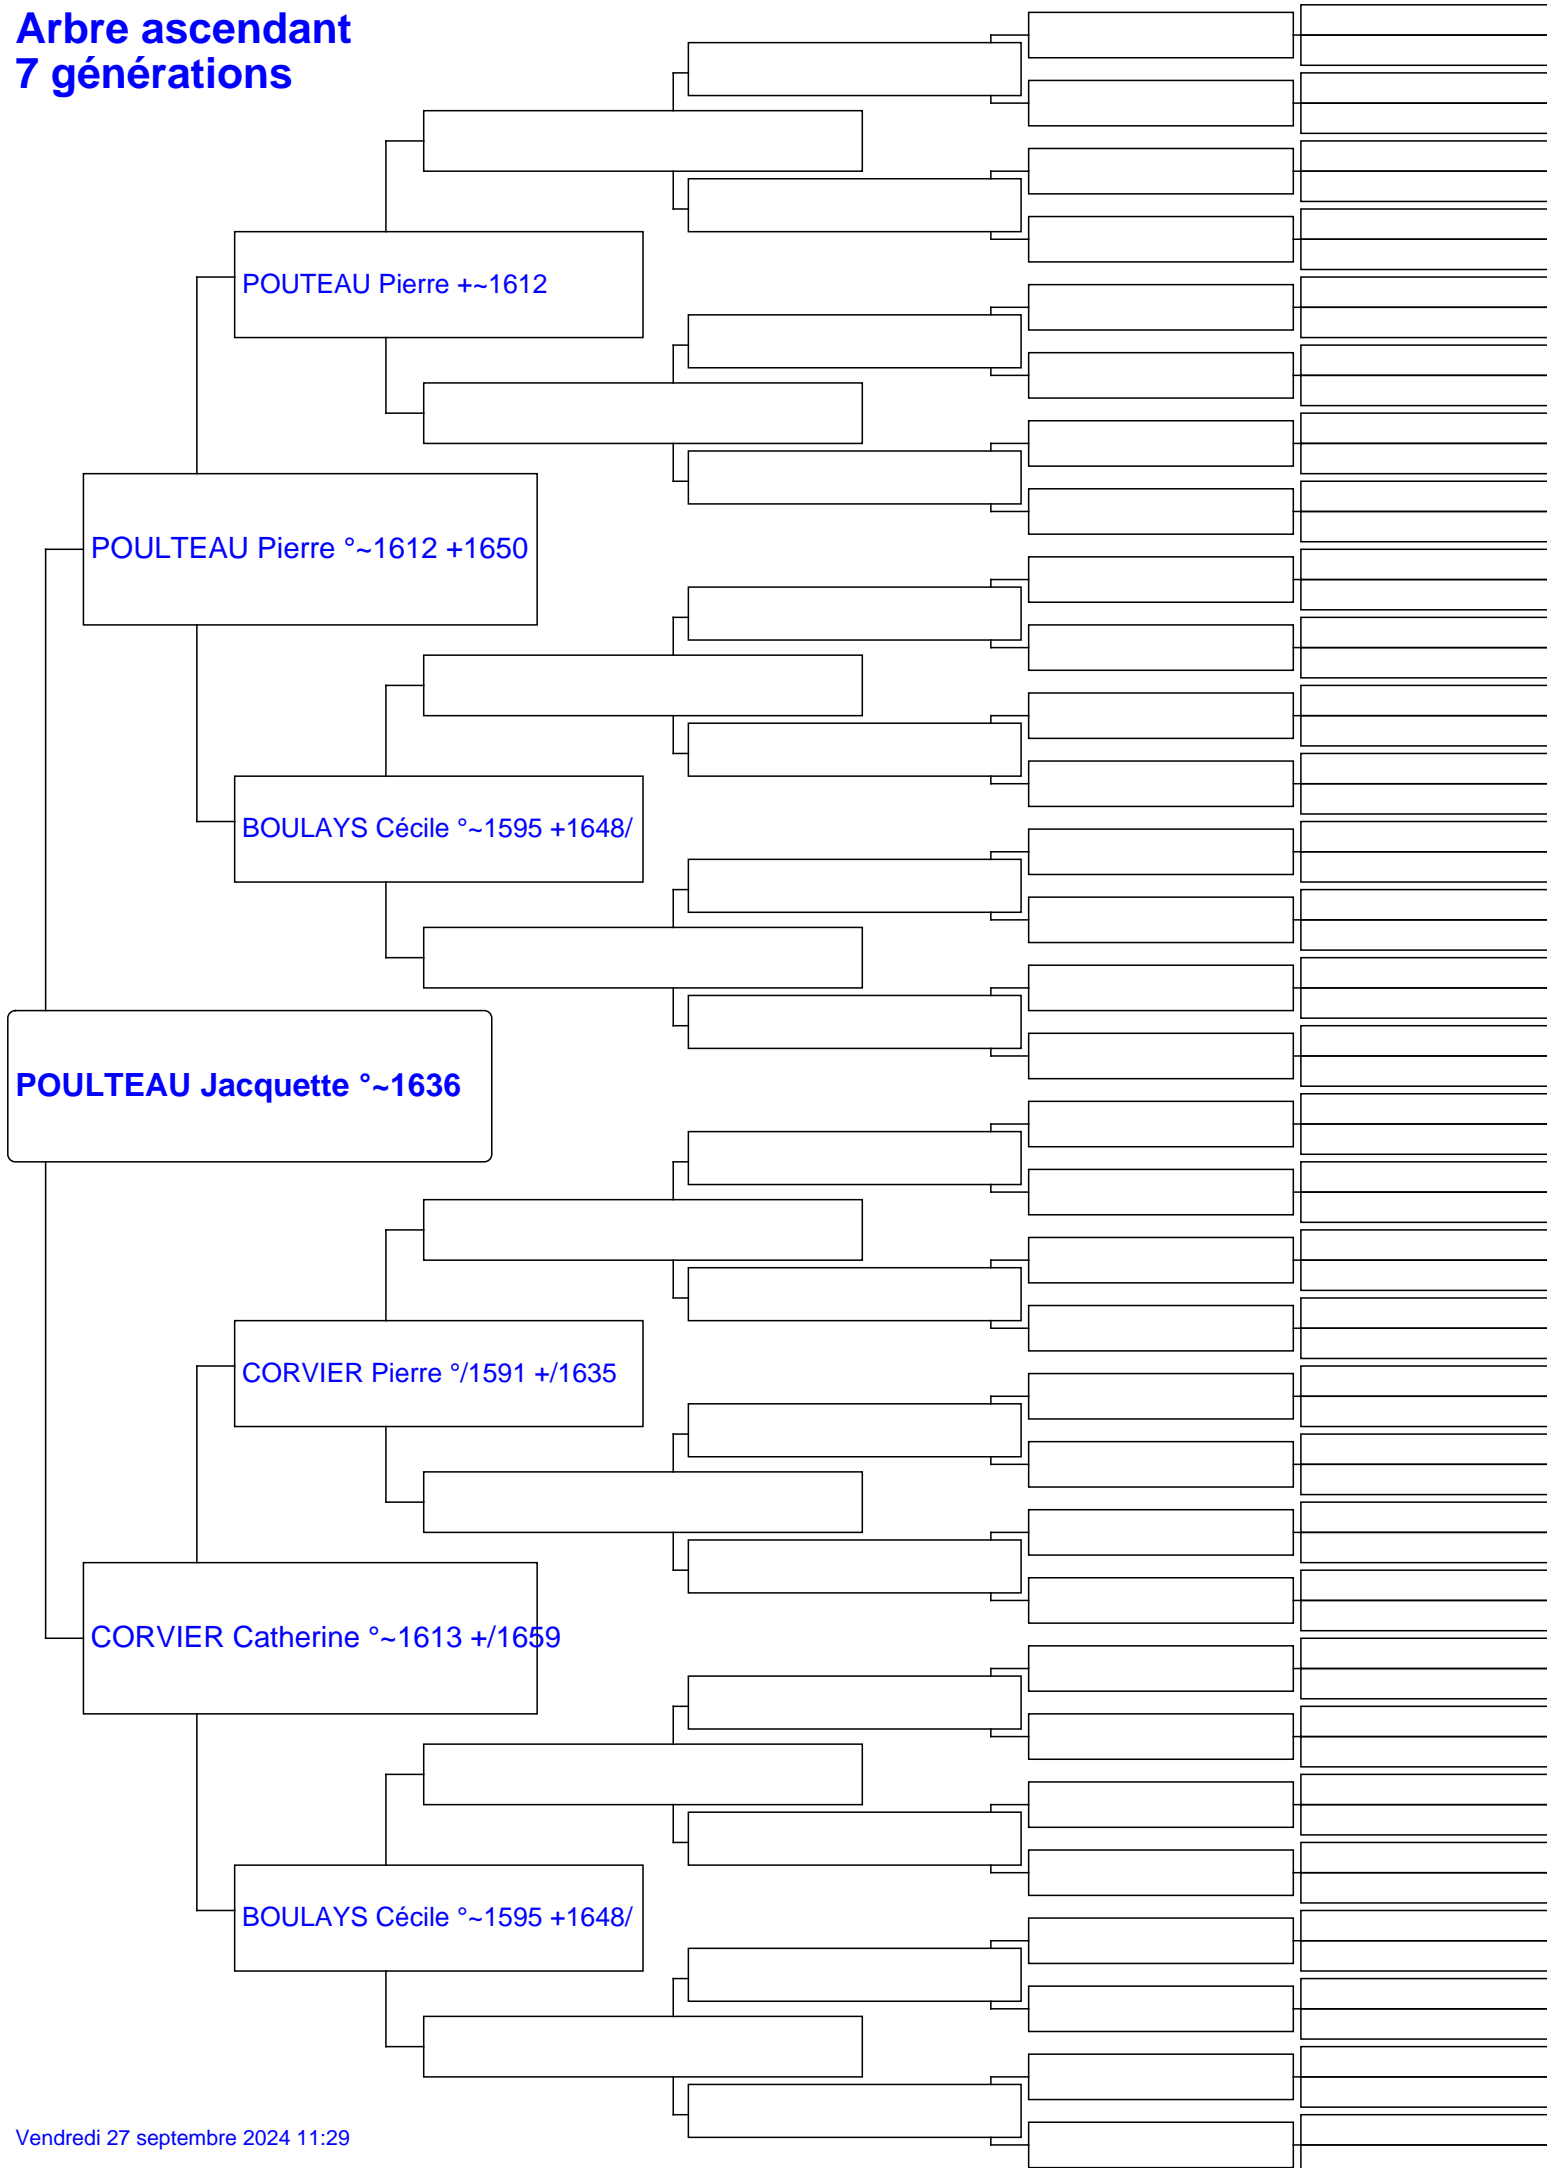 Arbre ascendant
7 générations
POUTEAU Pierre +~1612
POULTEAU Pierre °~1612 +1650
BOULAYS Cécile °~1595 +1648/
POULTEAU Jacquette °~1636
CORVIER Pierre °/1591 +/1635
CORVIER Catherine °~1613 +/1659
BOULAYS Cécile °~1595 +1648/
Vendredi 27 septembre 2024 11:29